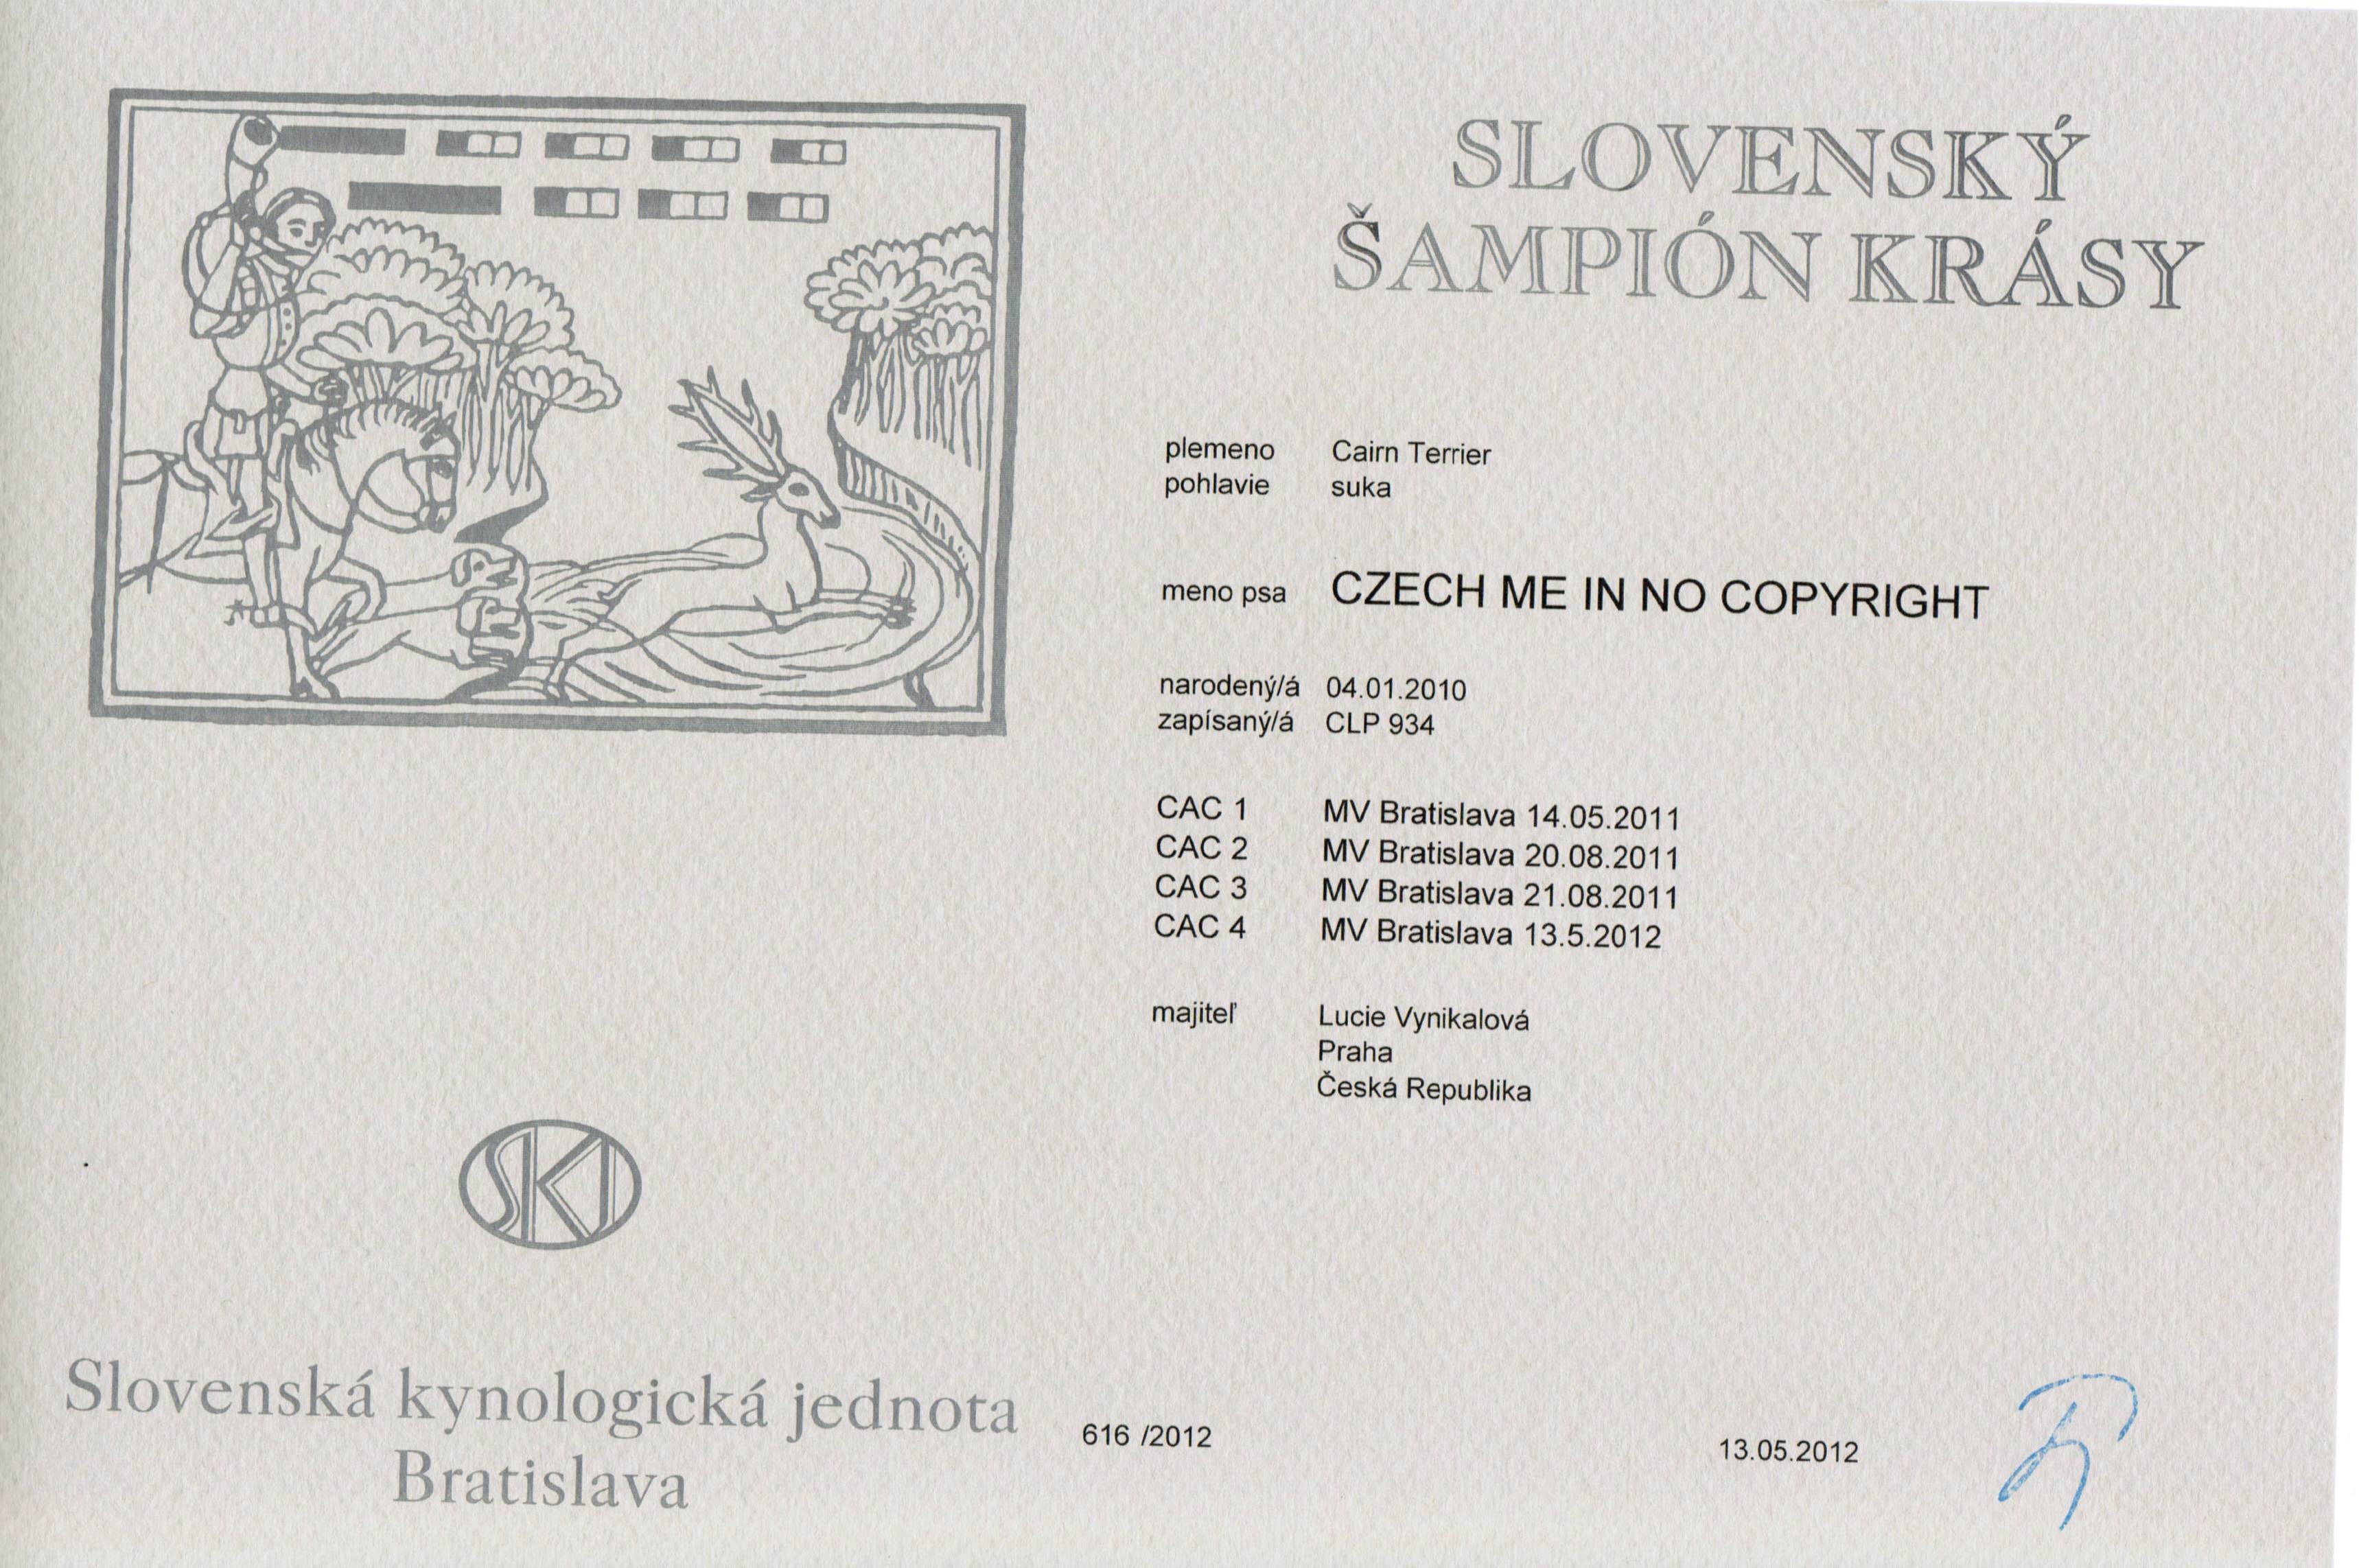 SLOVENSKÝ
ŠAMPIÓN KRÁSY
plemeno Cairn Terrier
pohlavie suka
meno psa CZECH ME IN NO COPYRIGHT
narodený/á 04.01.2010
zapísaný/á CLP 934
CAC 1 MV Bratislava 14.05.2011
CAC 2 MV Bratislava 20.08.2011
CAC 3 MV Bratislava 21.08.2011
CAC 4 MV Bratislava 13.5.2012
majiteľ Lucie Vynikalová
Praha
Česká Republika
SKJ
Slovenská kynologická jednota
Bratislava
616 /2012
13.05.2012